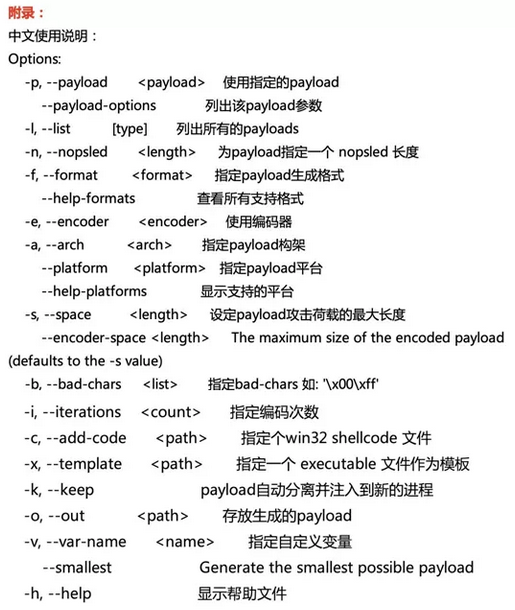 附录：
中文使用说明：
Options:
-p, --payload <payload> 使用指定的payload
--payload-options 列出该payload参数
-l, --list [type] 列出所有的payloads
-n, --nopsled <length> 为payload指定一个 nopsled 长度
-f, --format <format> 指定payload生成格式
--help-formats 查看所有支持格式
-e, --encoder <encoder> 使用编码器
-a, --arch <arch> 指定payload构架
--platform <platform> 指定payload平台
--help-platforms 显示支持的平台
-s, --space <length> 设定payload攻击荷载的最大长度
--encoder-space <length> The maximum size of the encoded payload
(defaults to the -s value)
-b, --bad-chars <list> 指定bad-chars 如: '\x00\xff'
-i, --iterations <count> 指定编码次数
-c, --add-code <path> 指定个win32 shellcode 文件
-x, --template <path> 指定一个 executable 文件作为模板
-k, --keep payload自动分离并注入到新的进程
-o, --out <path> 存放生成的payload
-v, --var-name <name> 指定自定义变量
--smallest Generate the smallest possible payload
-h, --help 显示帮助文件